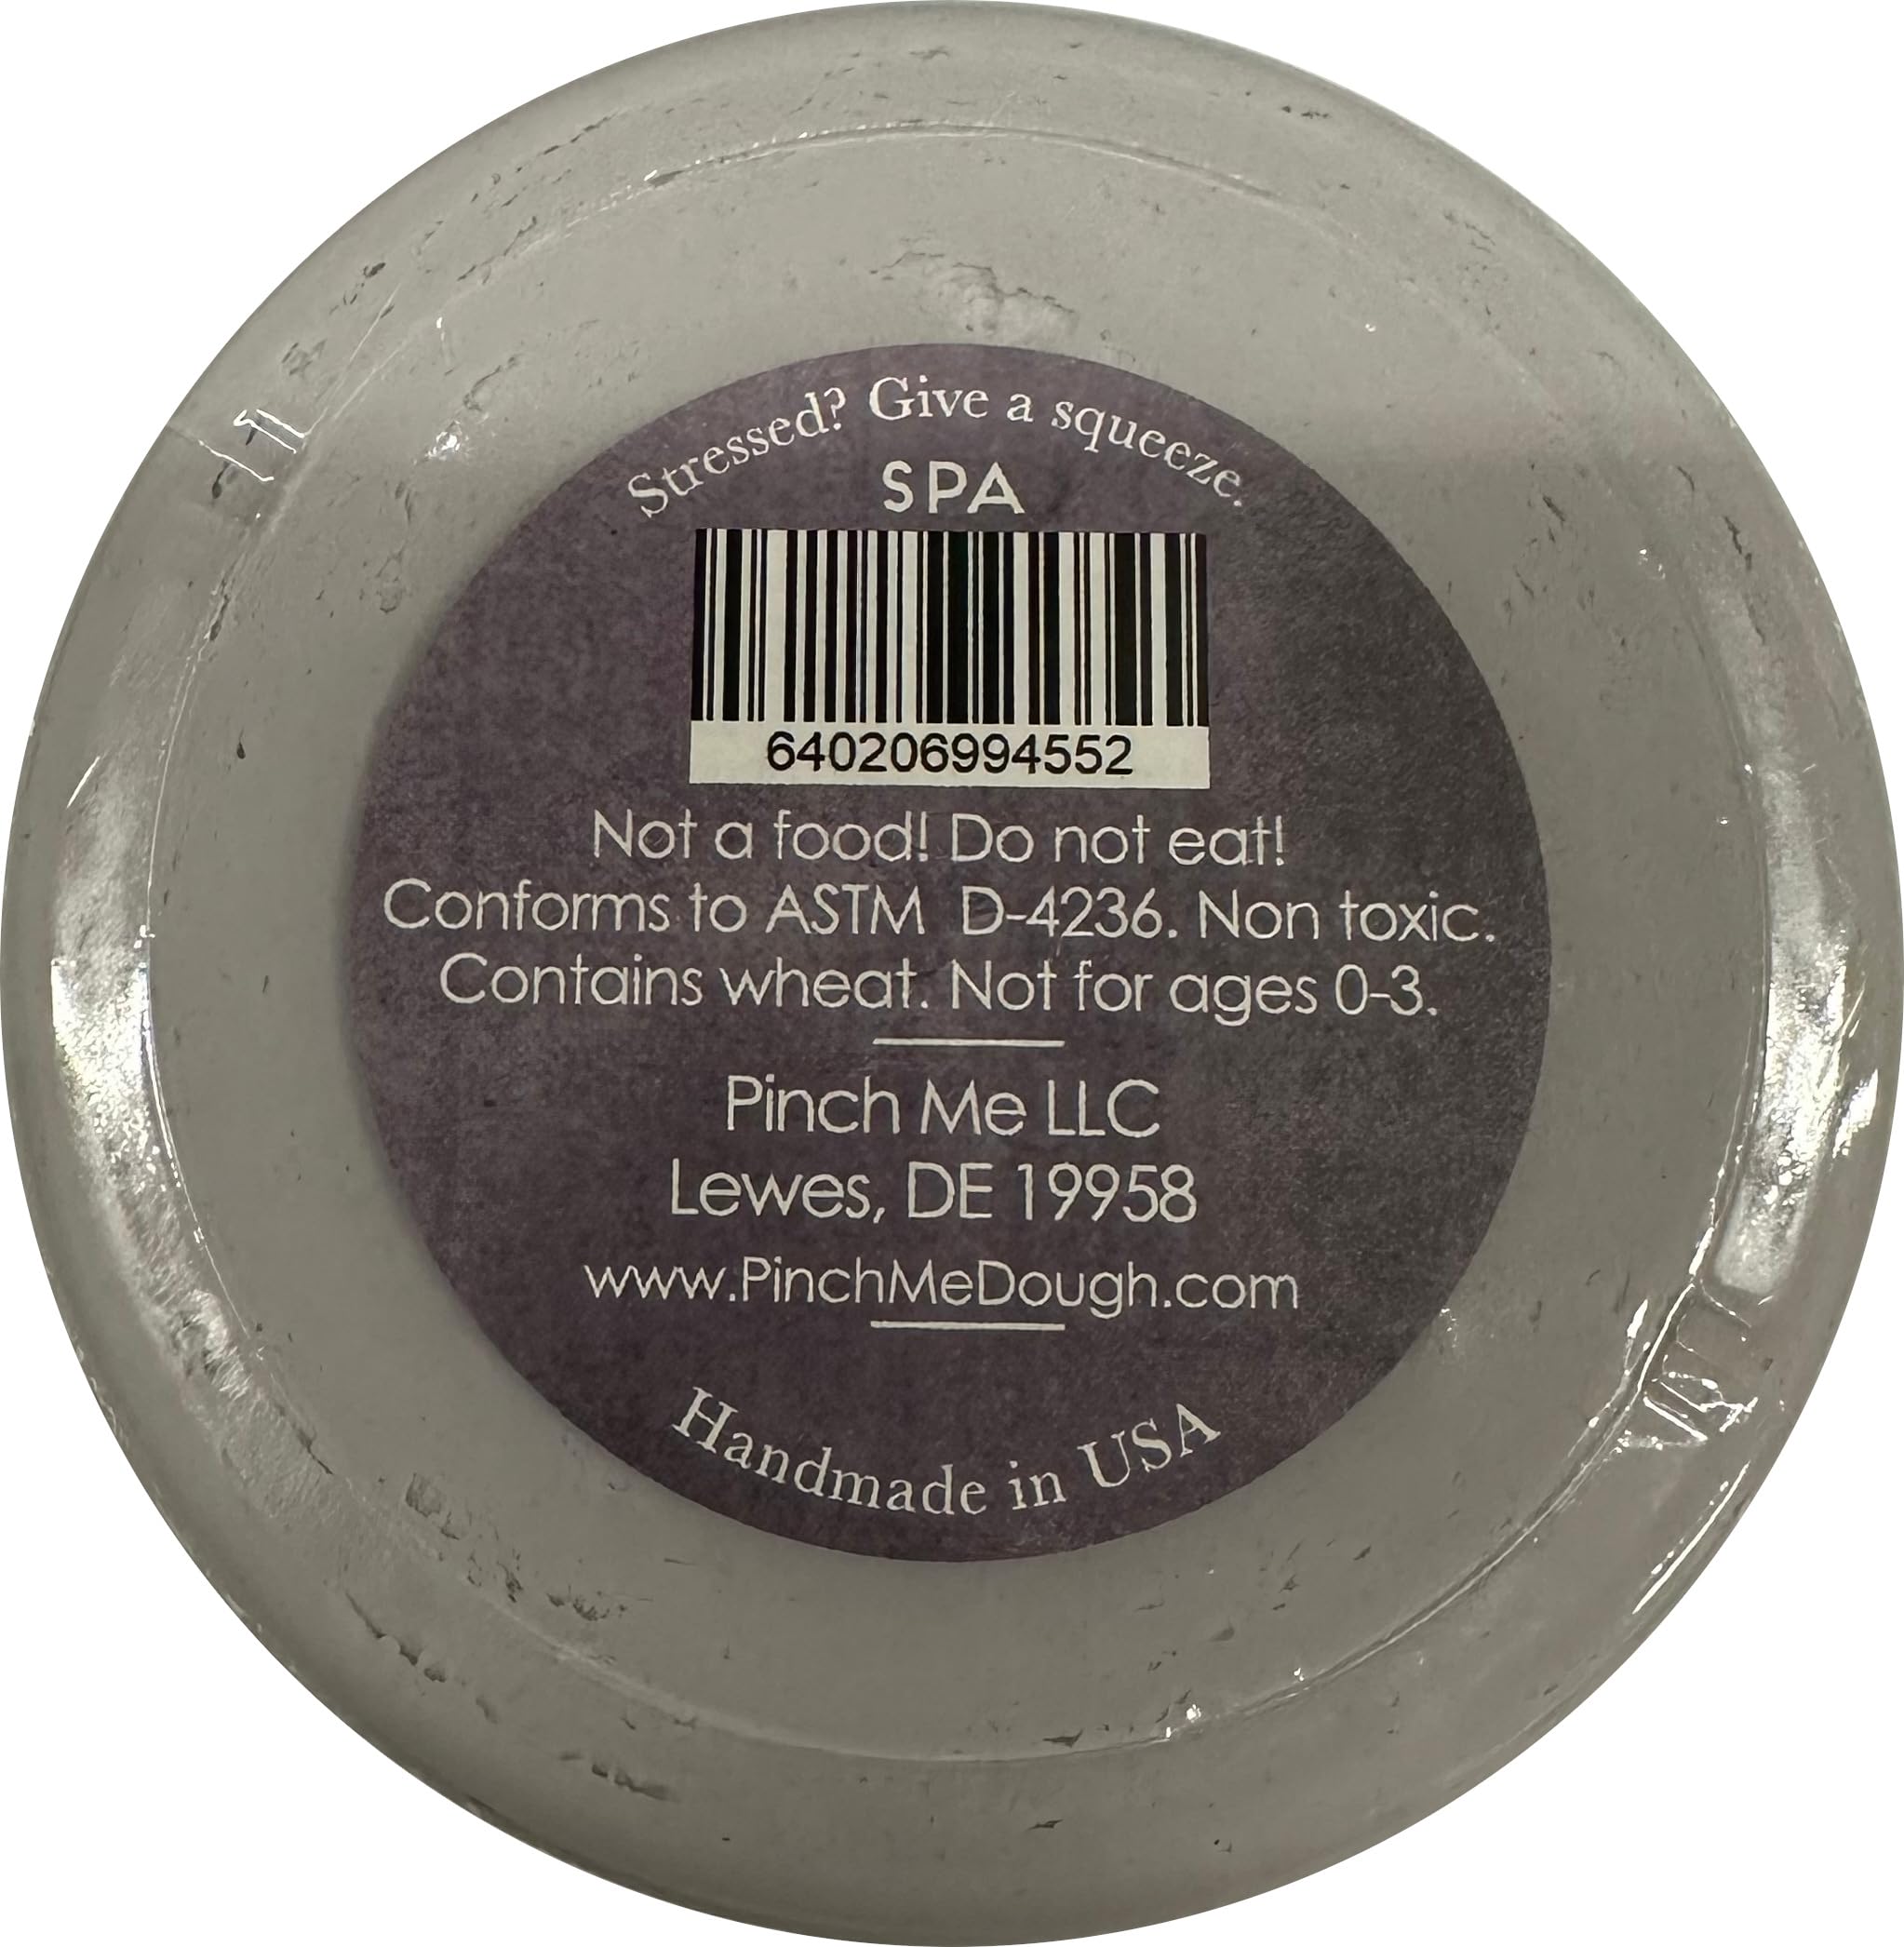 Stressed? Give a squeeze.
SPA
640206994552
Not a food! Do not eat!
Conforms to ASTM D-4236. Non toxic.
Contains wheat. Not for ages 0-3.
Pinch Me LLC
Lewes, DE 19958
www.PinchMeDough.com
Handmade in USA